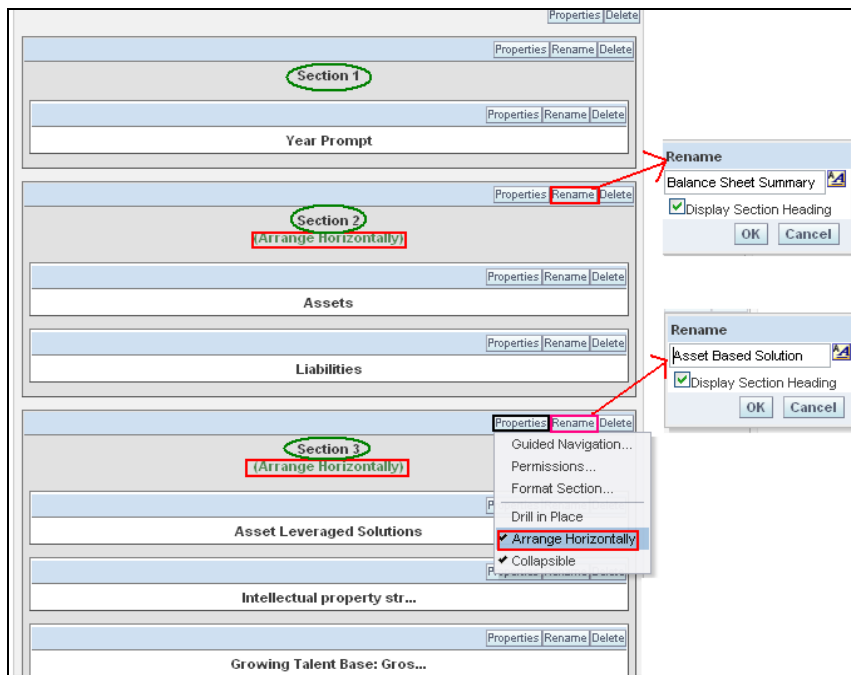 Properties Delete
Properties Rename Delete
Section 1
Properties Rename Delete
Year Prompt
Properties Rename Delete
Section 2
(Arrange Horizontally)
Properties Rename Delete
Assets
Properties Rename Delete
Liabilities
Rename
Balance Sheet Summary
Display Section Heading
OK Cancel
Properties Rename Delete
Section 3
(Arrange Horizontally)
Guided Navigation...
Permissions...
Format Section...
Drill in Place
Arrange Horizontally
Collapsible
Rename
Asset Based Solution
Display Section Heading
OK Cancel
Asset Leveraged Solutions
Intellectual property str...
Properties Rename Delete
Growing Talent Base: Gros...